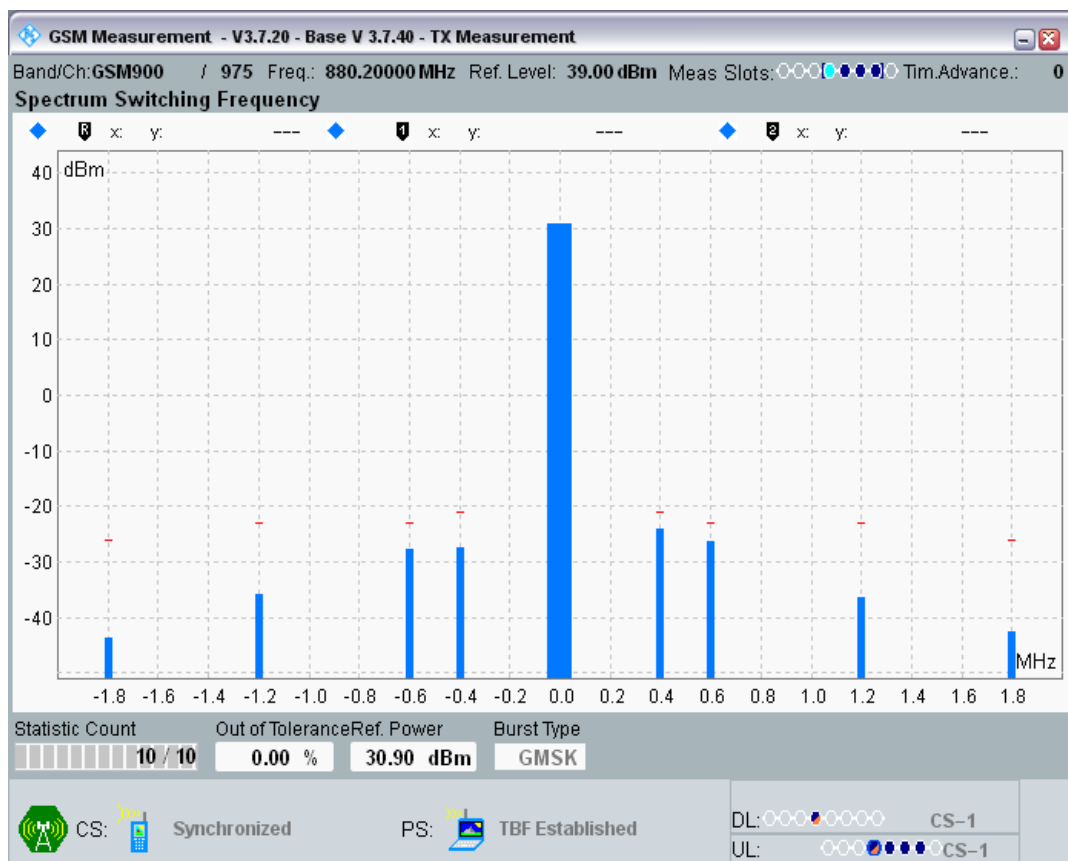 GSM Measurement - V3.7.20 - Base V 3.7.40 - TX Measurement
Band/Ch:GSM900 / 975 Freq.: 880.20000 MHz Ref. Level: 39.00 dBm Meas Slots: Tim.Advance.: 0
Spectrum Switching Frequency
R x: y: --- 1 x: y: --- 2 x: y: ---
dBm
40
30
20
10
0
-10
-20
-30
-40
MHz
-1.8 -1.6 -1.4 -1.2 -1.0 -0.8 -0.6 -0.4 -0.2 0.0 0.2 0.4 0.6 0.8 1.0 1.2 1.4 1.6 1.8
Statistic Count Out of Tolerance Ref. Power Burst Type
10 / 10 0.00 % 30.90 dBm GMSK
CS: Synchronized PS: TBF Established
DL: CS-1
UL: CS-1